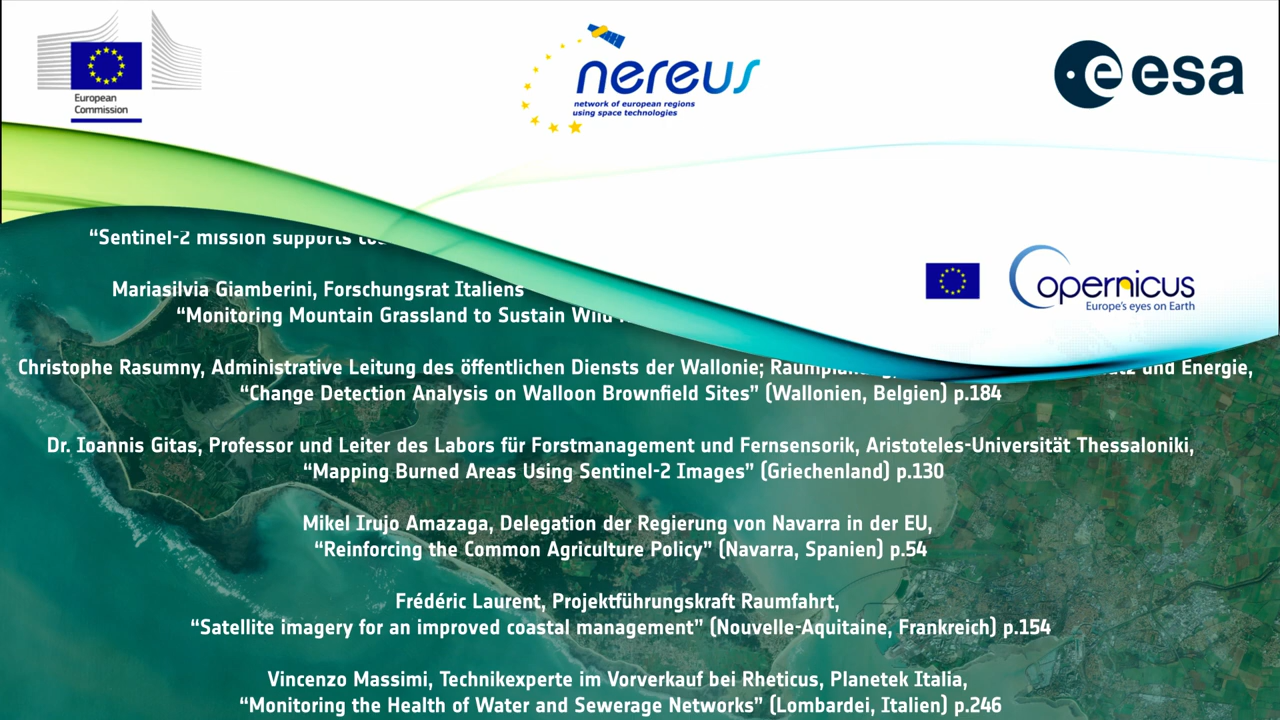 European
Commission
nereus
network of european regions
using space technologies
esa
“Sentinel-2 mission supports
Copernicus
Europe's eyes on Earth
Mariasilvia Giamberini, Forschungsrat Italiens
“Monitoring Mountain Grassland to Sustain Wild
Christophe Rasumny, Administrative Leitung des öffentlichen Diensts der Wallonie; Raumplanung, und Energie,
“Change Detection Analysis on Walloon Brownfield Sites” (Wallonien, Belgien) p.184
Dr. Ioannis Gitas, Professor und Leiter des Labors für Forstmanagement und Fernsensorik, Aristoteles-Universität Thessaloniki,
“Mapping Burned Areas Using Sentinel-2 Images” (Griechenland) p.130
Mikel Irujo Amazaga, Delegation der Regierung von Navarra in der EU,
“Reinforcing the Common Agriculture Policy” (Navarra, Spanien) p.54
Frédéric Laurent, Projektführungskraft Raumfahrt,
“Satellite imagery for an improved coastal management” (Nouvelle-Aquitaine, Frankreich) p.154
Vincenzo Massimi, Technikexperte im Vorverkauf bei Rheticus, Planetek Italia,
“Monitoring the Health of Water and Sewerage Networks” (Lombardei, Italien) p.246